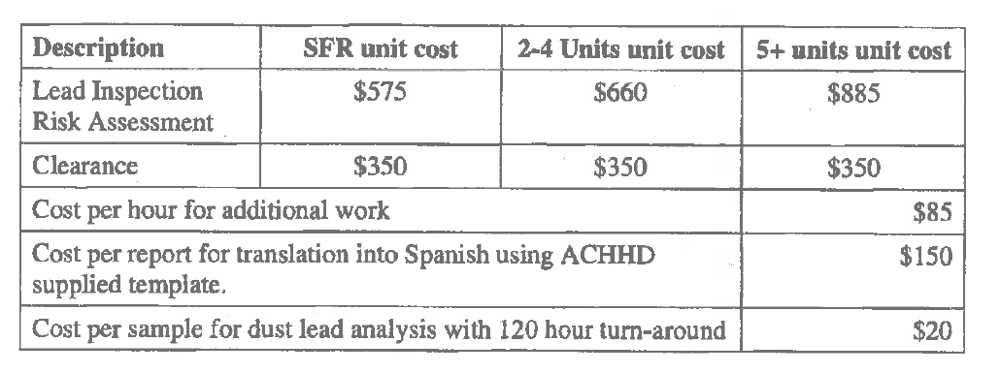 Description SFR unit cost 2-4 Units unit cost 5+ units unit cost
Lead Inspection $575 $660 $885
Risk Assessment
Clearance $350 $350 $350
Cost per hour for additional work $85
Cost per report for translation into Spanish using ACHHD $150
supplied template.
Cost per sample for dust lead analysis with 120 hour turn-around $20